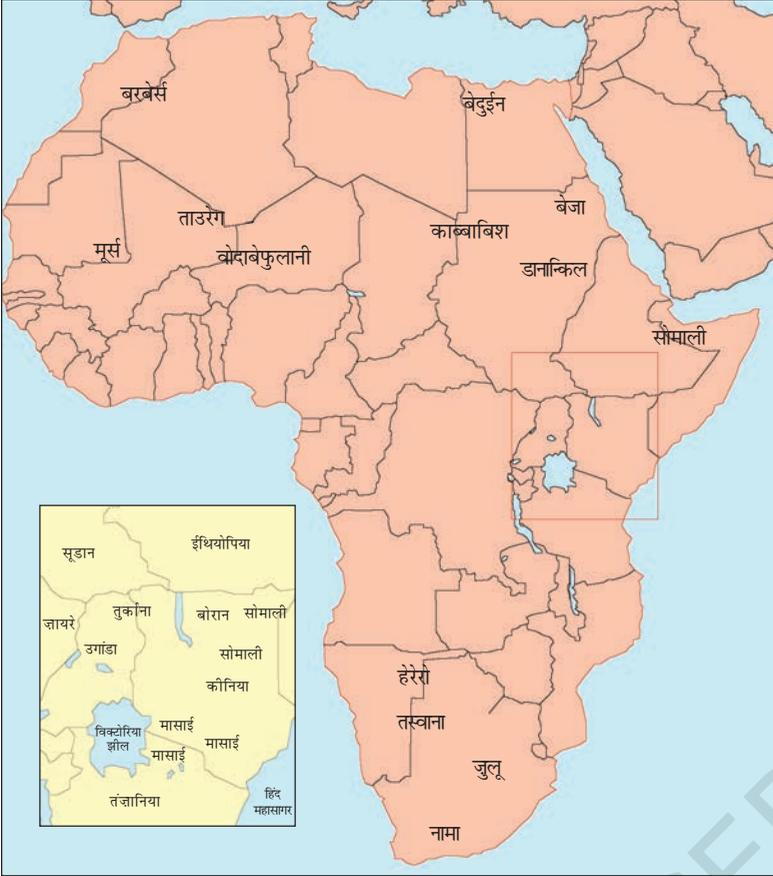 बरबेर्स
बेदुईन
बेजा
ताउरेग
काब्बाबिश
मूर्स
वोदाबेफुलानी
डानान्किल
सोमाली
हेरेरो
तस्वाना
ज़ुलू
नामा
सूडान
ईथियोपिया
तुर्काना
बोरान
सोमाली
ज़ायरे
उगांडा
सोमाली
कीनिया
विक्टोरिया
झील
मासाई
मासाई
मासाई
तंज़ानिया
हिंद
महासागर